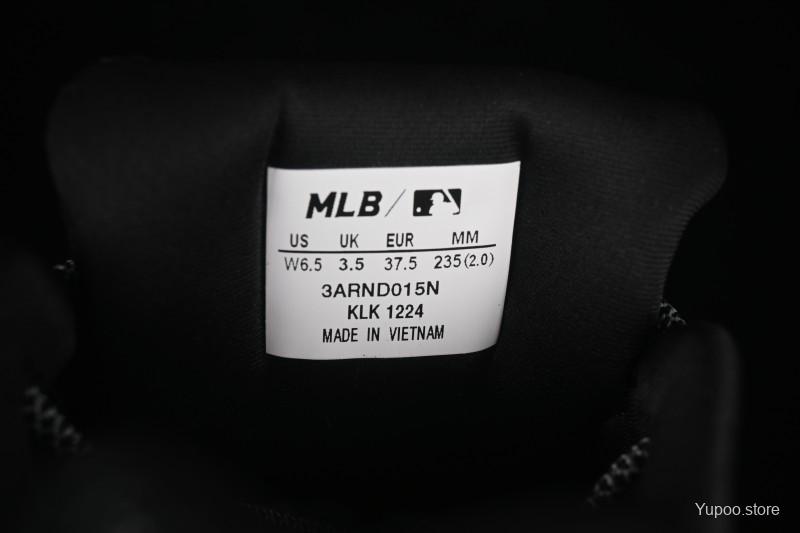 MLB /
US UK EUR MM
W6.5 3.5 37.5 235(2.0)
3ARND015N
KLK 1224
MADE IN VIETNAM
Yupoo.store